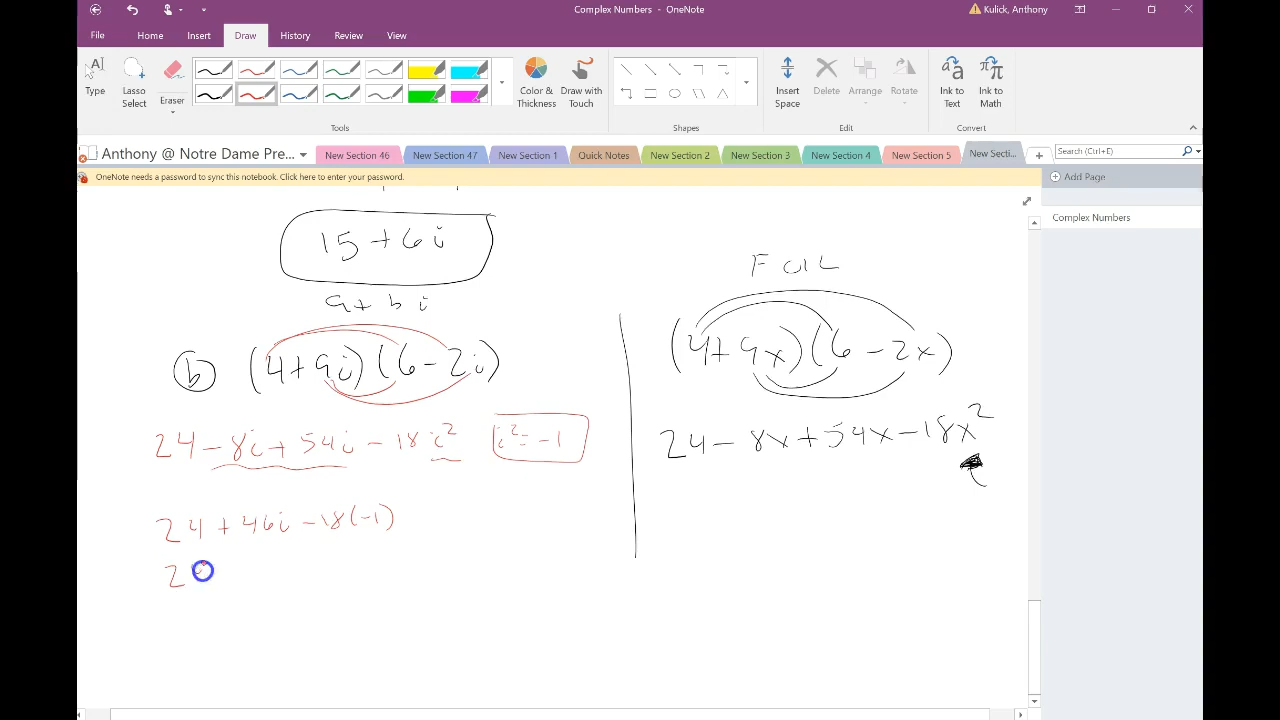 Complex Numbers - OneNote
Kulick, Anthony
File Home Insert Draw History Review View
Type
Lasso Select
Eraser
Color & Thickness
Draw with Touch
Insert Space
Delete
Arrange
Rotate
Ink to Text
Ink to Math
Tools
Shapes
Edit
Convert
Anthony @ Notre Dame Pre...
New Section 46
New Section 47
New Section 1
Quick Notes
New Section 2
New Section 3
New Section 4
New Section 5
New Secti...
Search (Ctrl+E)
OneNote needs a password to sync this notebook. Click here to enter your password.
Add Page
Complex Numbers
15 + 6i
a + bi
b (4+9i)(6-2i)
24 - 8i + 54i - 18i² i² = -1
24 + 46i - 18(-1)
2
FOIL
(4+9x)(6-2x)
24 - 8x + 54x - 18x²